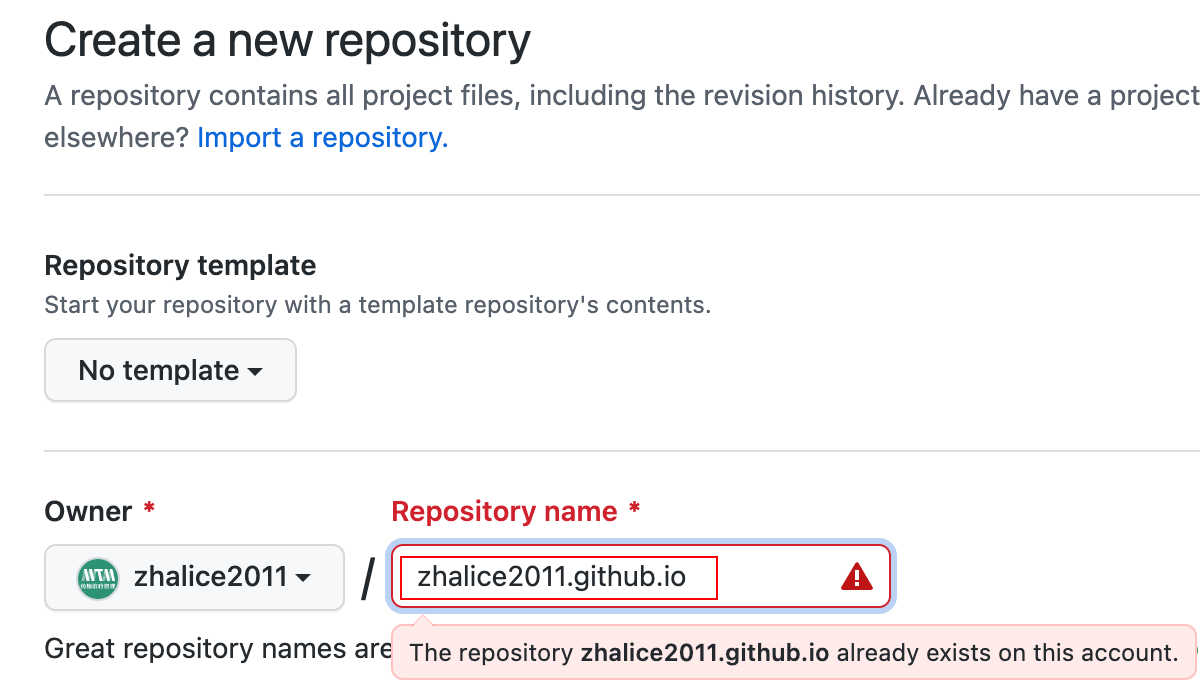 Create a new repository
A repository contains all project files, including the revision history. Already have a project
elsewhere? Import a repository.
Repository template
Start your repository with a template repository's contents.
No template
Owner *
Repository name *
MTM
zhalice2011
/
zhalice2011.github.io
Great repository names are
The repository zhalice2011.github.io already exists on this account.